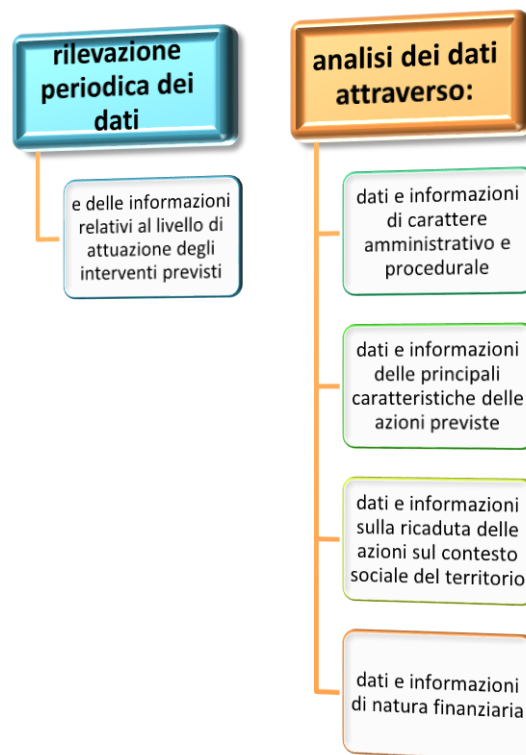 rilevazione
periodica dei
dati
e delle informazioni
relativi al livello di
attuazione degli
interventi previsti
analisi dei dati
attraverso:
dati e informazioni
di carattere
amministrativo e
procedurale
dati e informazioni
delle principali
caratteristiche delle
azioni previste
dati e informazioni
sulla ricaduta delle
azioni sul contesto
sociale del territorio
dati e informazioni
di natura finanziaria